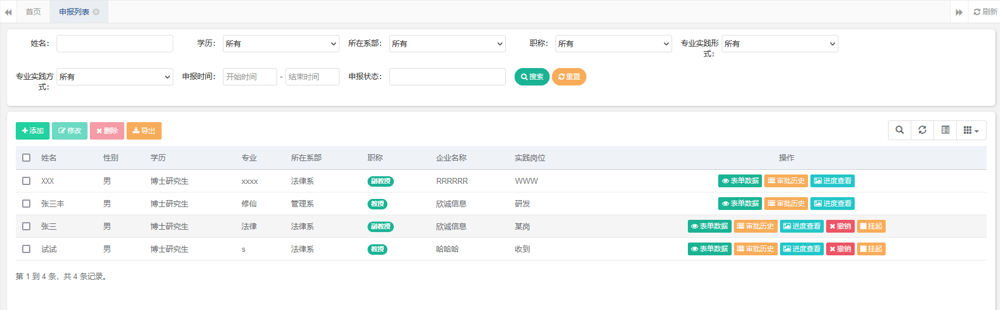 首页 申报列表 刷新
姓名： 学历： 所有 所在系部： 所有 职称： 所有 专业实践形式： 所有
专业实践方式： 所有 申报时间： 开始时间 - 结束时间 申报状态： 搜索 重置
添加 修改 删除 导出
姓名 性别 学历 专业 所在系部 职称 企业名称 实践岗位 操作
XXX 男 博士研究生 xxxx 法律系 副教授 RRRRRR WWW 表单数据 审批历史 进度查看
张三丰 男 博士研究生 修仙 管理系 教授 欣诚信息 研发 表单数据 审批历史 进度查看
张三 男 博士研究生 法律 法律系 副教授 欣诚信息 某岗 表单数据 审批历史 进度查看 撤销 挂起
试试 男 博士研究生 s 法律系 教授 哈哈哈 收到 表单数据 审批历史 进度查看 撤销 挂起
第 1 到 4 条，共 4 条记录。